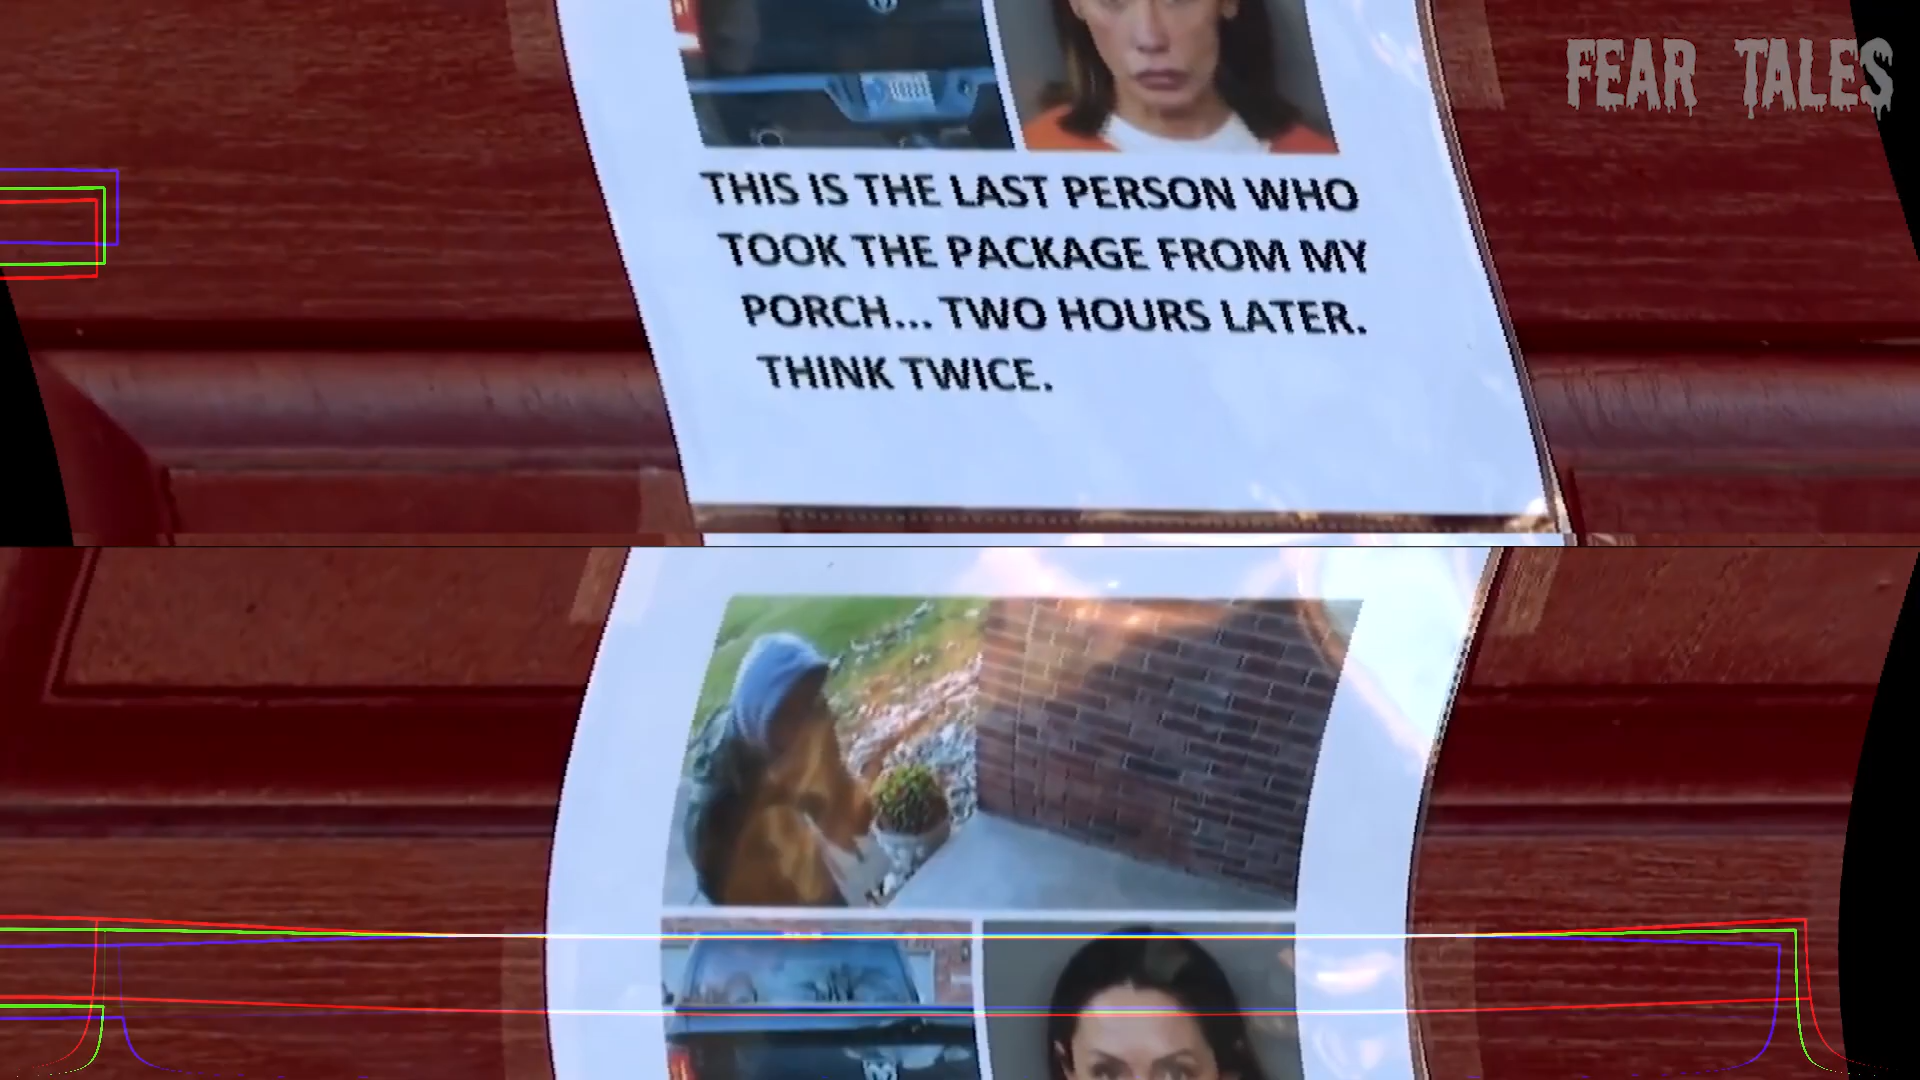 FEAR TALES
THIS IS THE LAST PERSON WHO
TOOK THE PACKAGE FROM MY
PORCH... TWO HOURS LATER.
THINK TWICE.